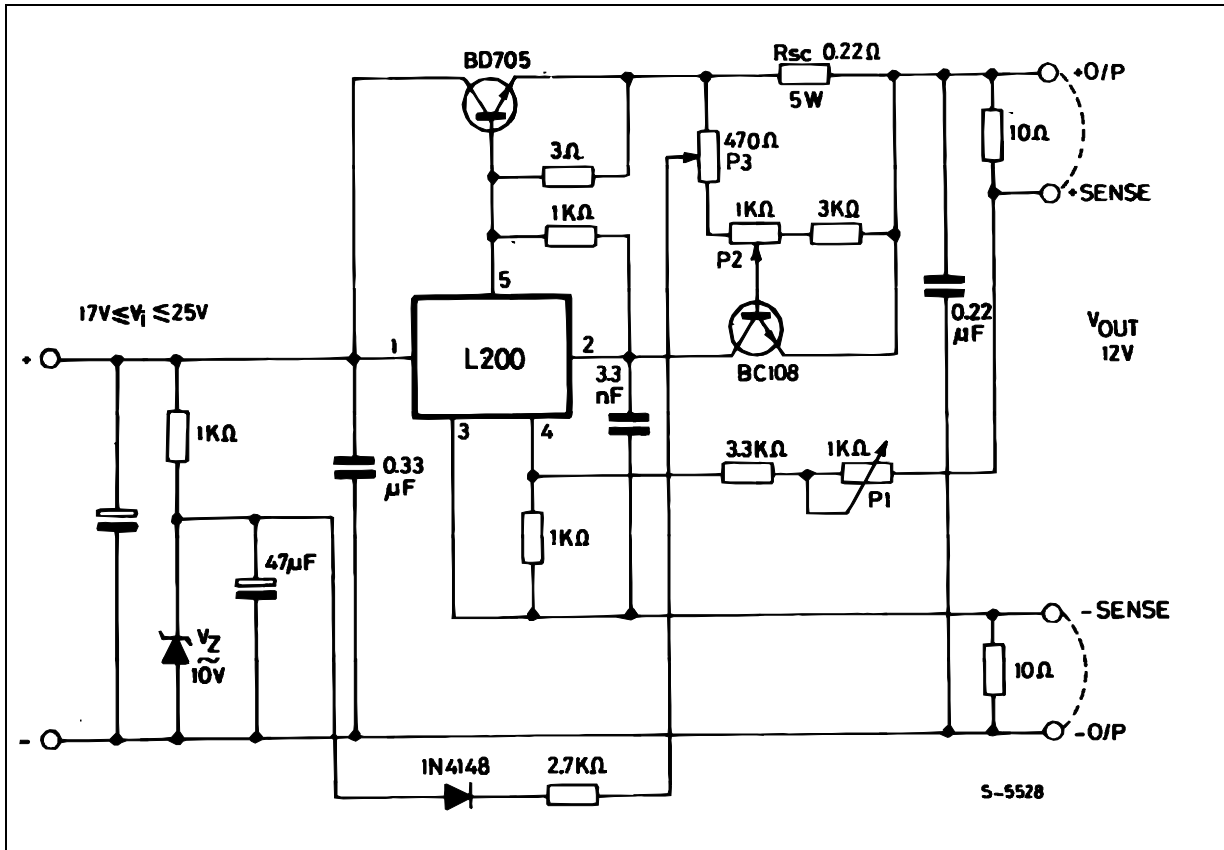 BD705
Rsc 0.22Ω
5W
+O/P
10Ω
+SENSE
3Ω
470Ω
P3
1KΩ
1KΩ
3KΩ
P2
5
17V≤Vi≤25V
+
1
L200
2
3.3
nF
BC108
0.22
µF
VOUT
12V
3
4
1KΩ
0.33
µF
3.3KΩ
1KΩ
P1
1KΩ
47µF
-SENSE
VZ
~
10V
10Ω
-
-O/P
1N4148
2.7KΩ
S-5528